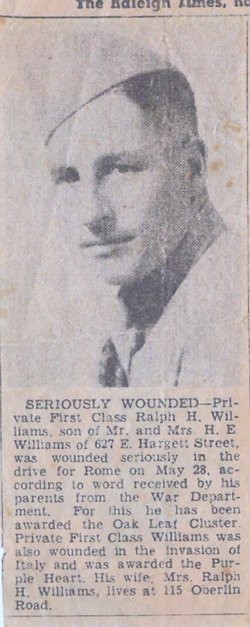 The Raleigh Times,
SERIOUSLY WOUNDED—Pri-
vate First Class Ralph H. Wil-
liams, son of Mr. and Mrs. H. E.
Williams of 627 E. Hargett Street,
was wounded seriously in the
drive for Rome on May 28, ac-
cording to word received by his
parents from the War Depart-
ment. For this he has been
awarded the Oak Leaf Cluster
Private First Class Williams was
also wounded in the invasion of
Italy and was awarded the Pur-
ple Heart. His wife, Mrs. Ralph
H. Williams, lives at 115 Oberlin
Road.